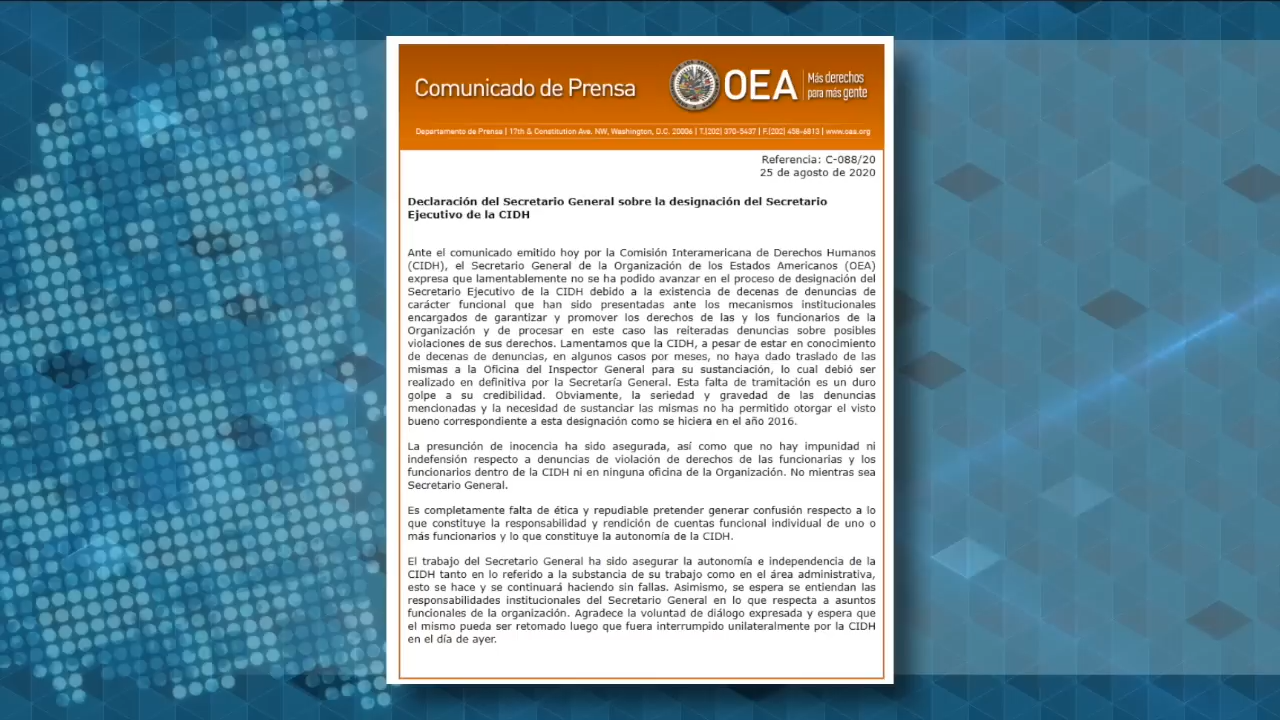 Comunicado de Prensa
OEA
Más derechos
para más gente
Departamento de Prensa | 17th & Constitution Ave. NW, Washington, D.C. 20006 | T.(202) 370-5437 | F.(202) 458-6813 | www.oea.org
Referencia: C-088/20
25 de agosto de 2020
Declaración del Secretario General sobre la designación del Secretario
Ejecutivo de la CIDH
Ante el comunicado emitido hoy por la Comisión Interamericana de Derechos Humanos
(CIDH), el Secretario General de la Organización de los Estados Americanos (OEA)
expresa que lamentablemente no se ha podido avanzar en el proceso de designación del
Secretario Ejecutivo de la CIDH debido a la existencia de decenas de denuncias de
carácter funcional que han sido presentadas ante los mecanismos institucionales
encargados de garantizar y promover los derechos de las y los funcionarios de la
Organización y de procesar en este caso las reiteradas denuncias sobre posibles
violaciones de sus derechos. Lamentamos que la CIDH, a pesar de estar en conocimiento
de decenas de denuncias, en algunos casos por meses, no haya dado traslado de las
mismas a la Oficina del Inspector General para su sustanciación, lo cual debió ser
realizado en definitiva por la Secretaría General. Esta falta de tramitación es un duro
golpe a su credibilidad. Obviamente, la seriedad y gravedad de las denuncias
mencionadas y la necesidad de sustanciar las mismas no ha permitido otorgar el visto
bueno correspondiente a esta designación como se hiciera en el año 2016.
La presunción de inocencia ha sido asegurada, así como que no hay impunidad ni
indefensión respecto a denuncias de violación de derechos de las funcionarias y los
funcionarios dentro de la CIDH ni en ninguna oficina de la Organización. No mientras sea
Secretario General.
Es completamente falta de ética y repudiable pretender generar confusión respecto a lo
que constituye la responsabilidad y rendición de cuentas funcional individual de uno o
más funcionarios y lo que constituye la autonomía de la CIDH.
El trabajo del Secretario General ha sido asegurar la autonomía e independencia de la
CIDH tanto en lo referido a la substancia de su trabajo como en el área administrativa,
esto se hace y se continuará haciendo sin fallas. Asimismo, se espera se entiendan las
responsabilidades institucionales del Secretario General en lo que respecta a asuntos
funcionales de la organización. Agradece la voluntad de diálogo expresada y espera que
el mismo pueda ser retomado luego que fuera interrumpido unilateralmente por la CIDH
en el día de ayer.